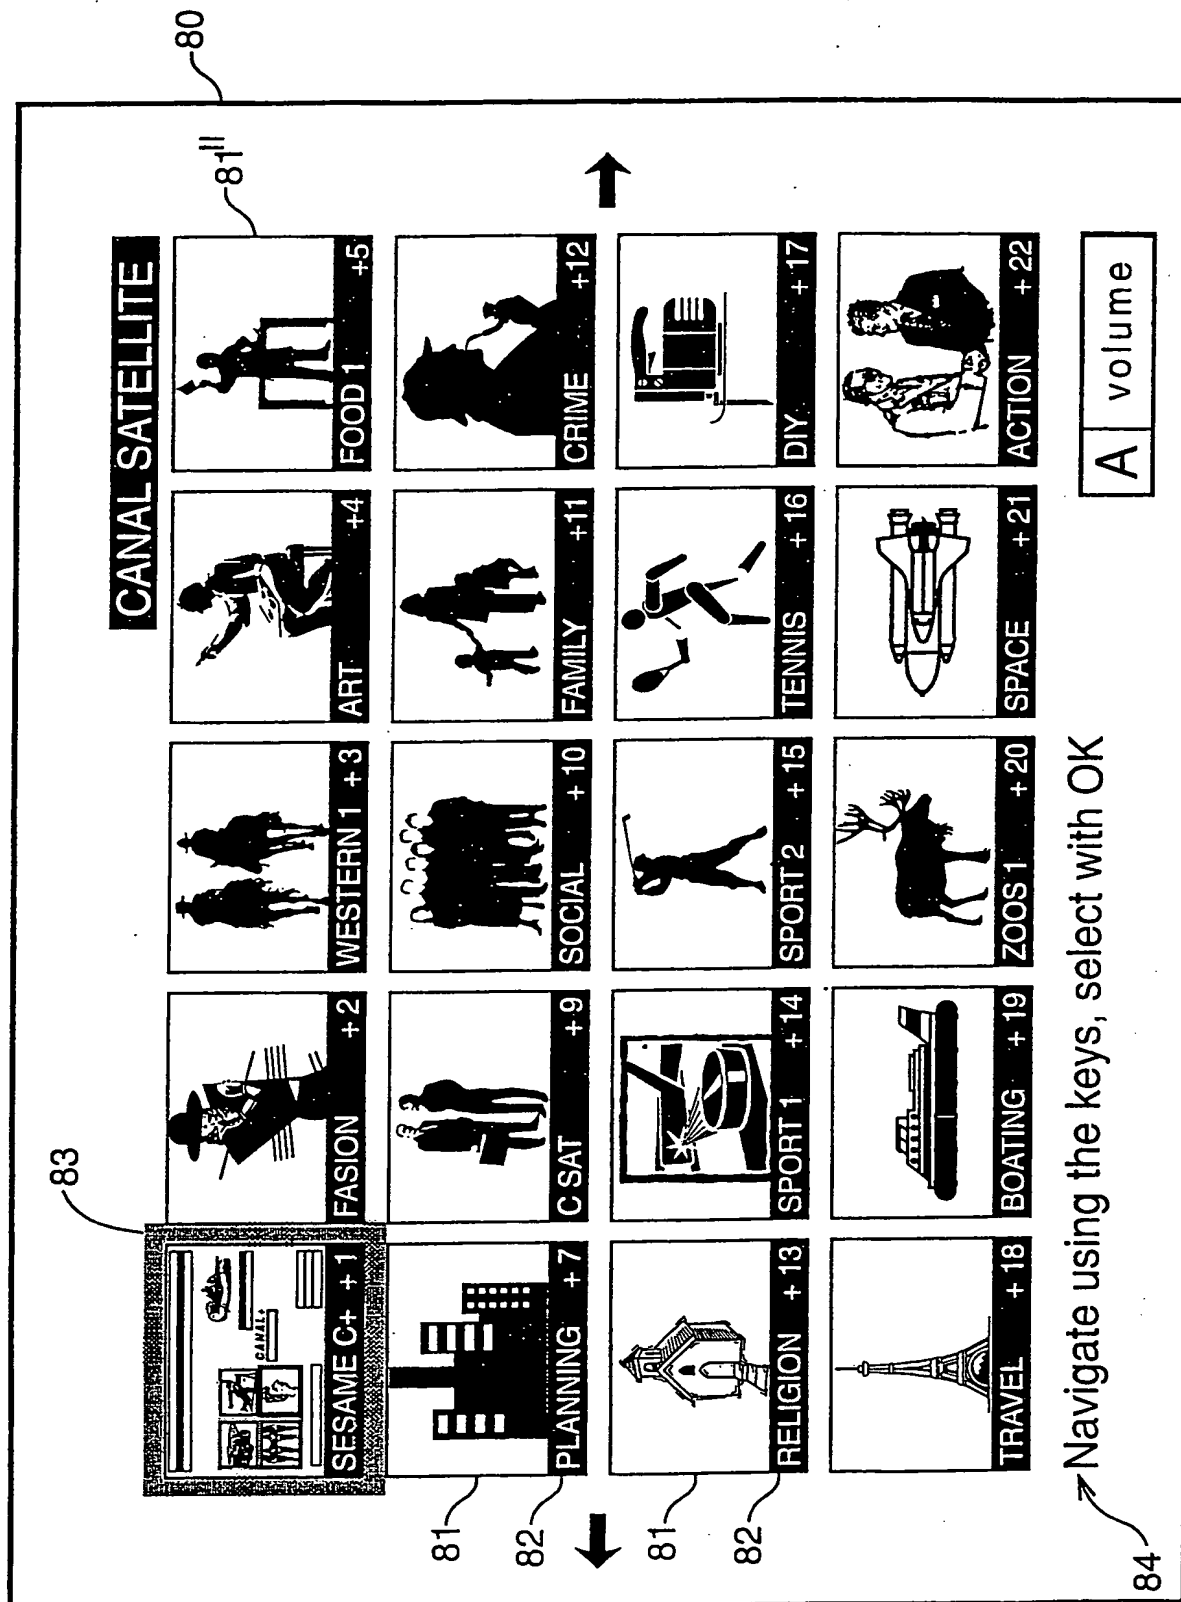 80
CANAL SATELLITE
83
81'''
SESAME C+ + 1
FASION + 2
WESTERN 1 + 3
ART +4
FOOD 1 +5
CANAL+
81
82
PLANNING + 7
C SAT + 9
SOCIAL + 10
FAMILY +11
CRIME +12
81
82
RELIGION + 13
SPORT 1 + 14
SPORT 2 + 15
TENNIS + 16
DIY + 17
TRAVEL + 18
BOATING + 19
ZOOS 1 + 20
SPACE + 21
ACTION + 22
84
Navigate using the keys, select with OK
A volume